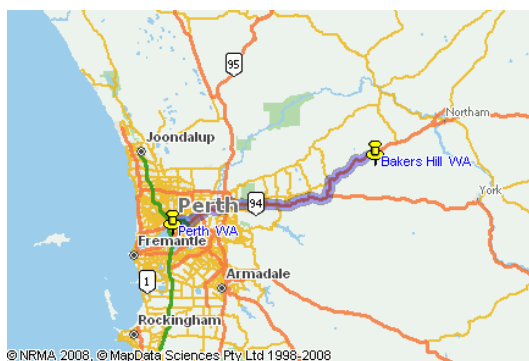 95
Northam
Joondalup
Bakers Hill WA
York
Perth
94
Perth WA
Fremantle
1
Armadale
Rockingham
© NRMA 2008, © MapData Sciences Pty Ltd 1998-2008